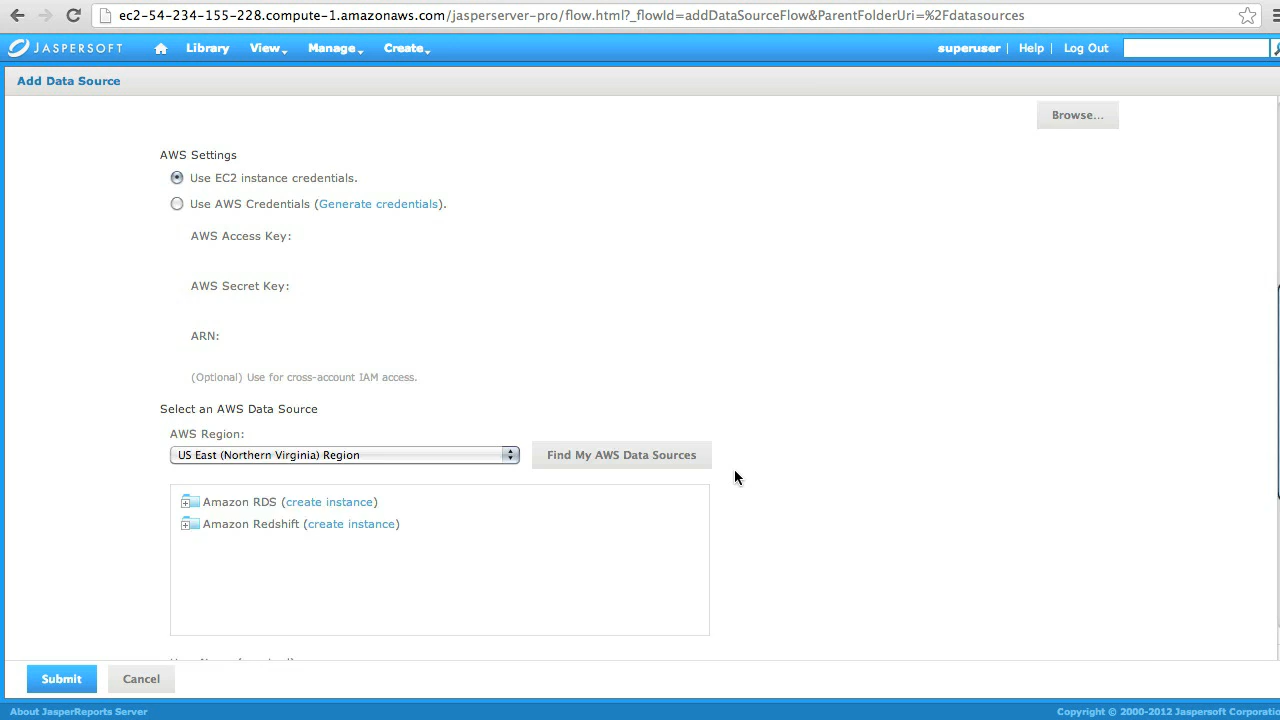 ec2-54-234-155-228.compute-1.amazonaws.com/jasperserver-pro/flow.html?_flowId=addDataSourceFlow&ParentFolderUri=%2Fdatasources
JASPERSOFT Library View Manage Create superuser | Help | Log Out
Add Data Source
Browse...
AWS Settings
Use EC2 instance credentials.
Use AWS Credentials (Generate credentials).
AWS Access Key:
AWS Secret Key:
ARN:
(Optional) Use for cross-account IAM access.
Select an AWS Data Source
AWS Region:
US East (Northern Virginia) Region Find My AWS Data Sources
Amazon RDS (create instance)
Amazon Redshift (create instance)
Submit Cancel
About JasperReports Server Copyright © 2000-2012 Jaspersoft Corporatio